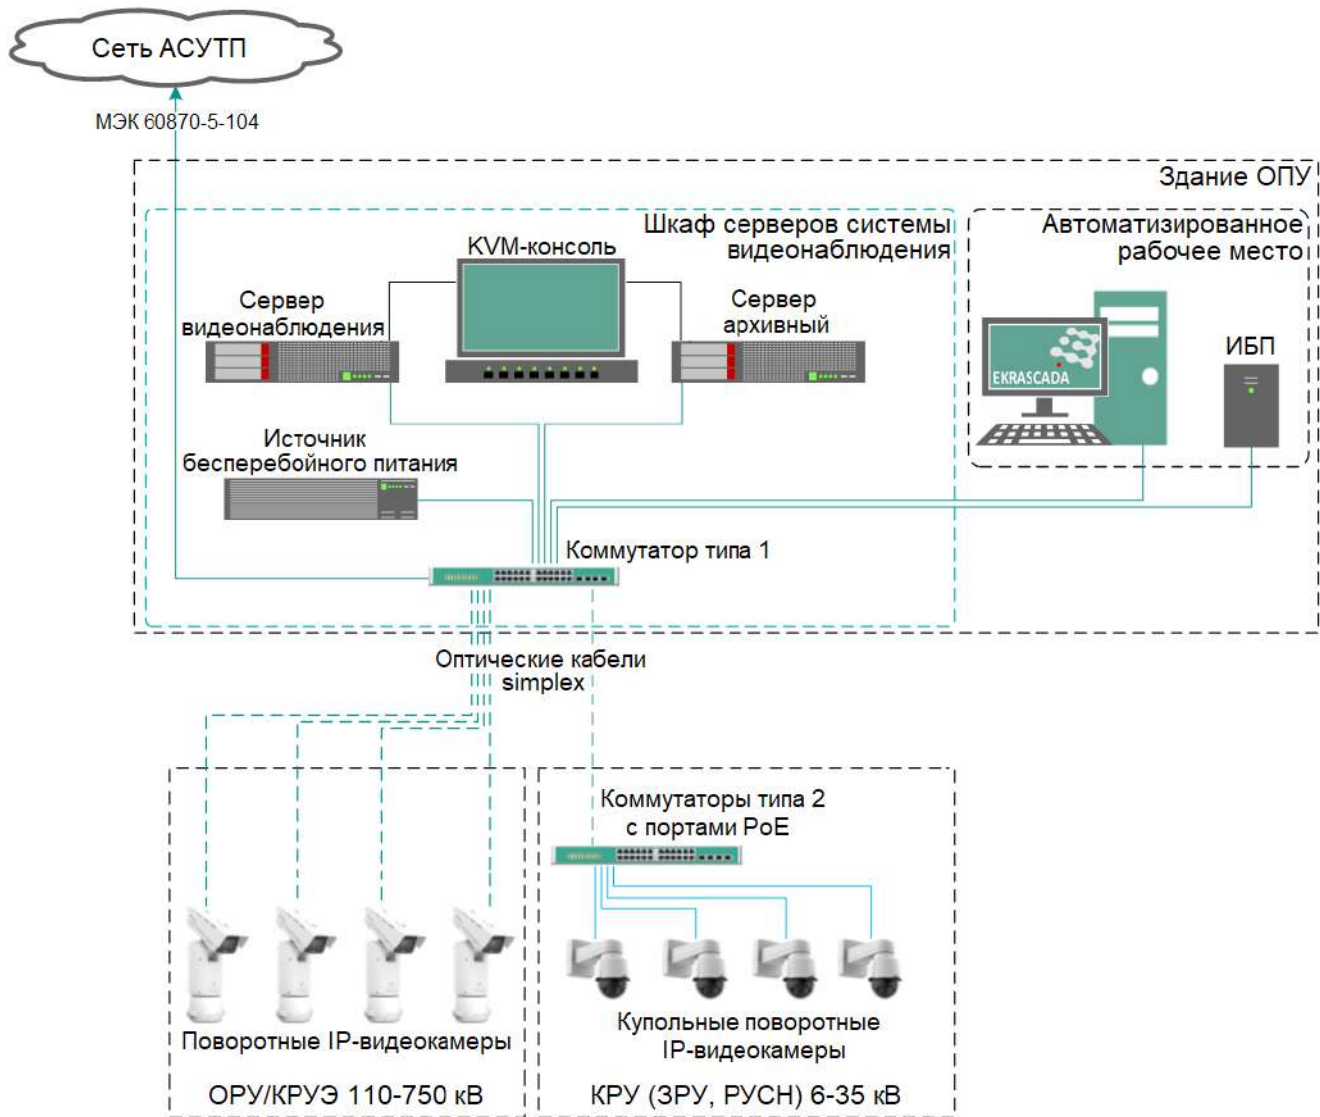 Сеть АСУТП
МЭК 60870-5-104
Здание ОПУ
Шкаф серверов системы
видеонаблюдения
Автоматизированное
рабочее место
KVM-консоль
Сервер
видеонаблюдения
Сервер
архивный
ИБП
EKRASCADA
Источник
бесперебойного питания
Коммутатор типа 1
Оптические кабели
simplex
Коммутаторы типа 2
с портами PoE
Поворотные IP-видеокамеры
ОРУ/КРУЭ 110-750 кВ
Купольные поворотные
IP-видеокамеры
КРУ (ЗРУ, РУСН) 6-35 кВ